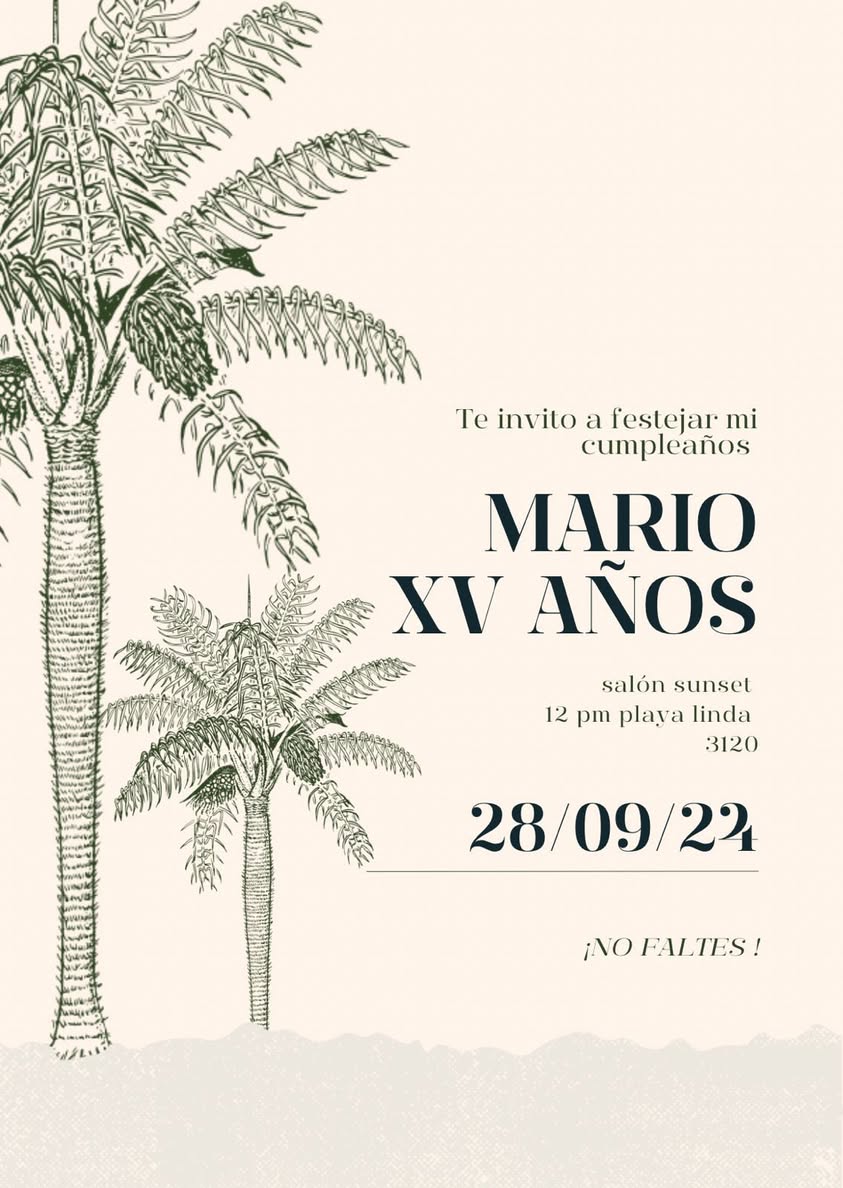 Te invito a festejar mi
cumpleaños
MARIO
XV AÑOS
salón sunset
12 pm playa linda
3120
28/09/24
¡NO FALTES !